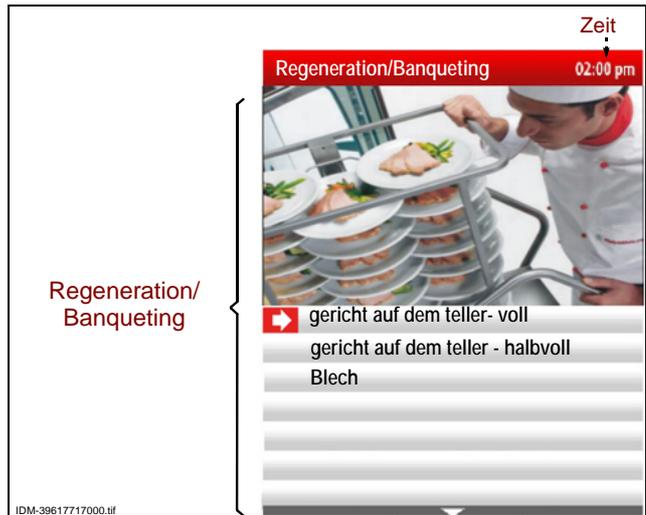 Zeit
Regeneration/Banqueting 02:00 pm
Regeneration/
Banqueting
gericht auf dem teller- voll
gericht auf dem teller - halbvoll
Blech
IDM-39617717000.tif